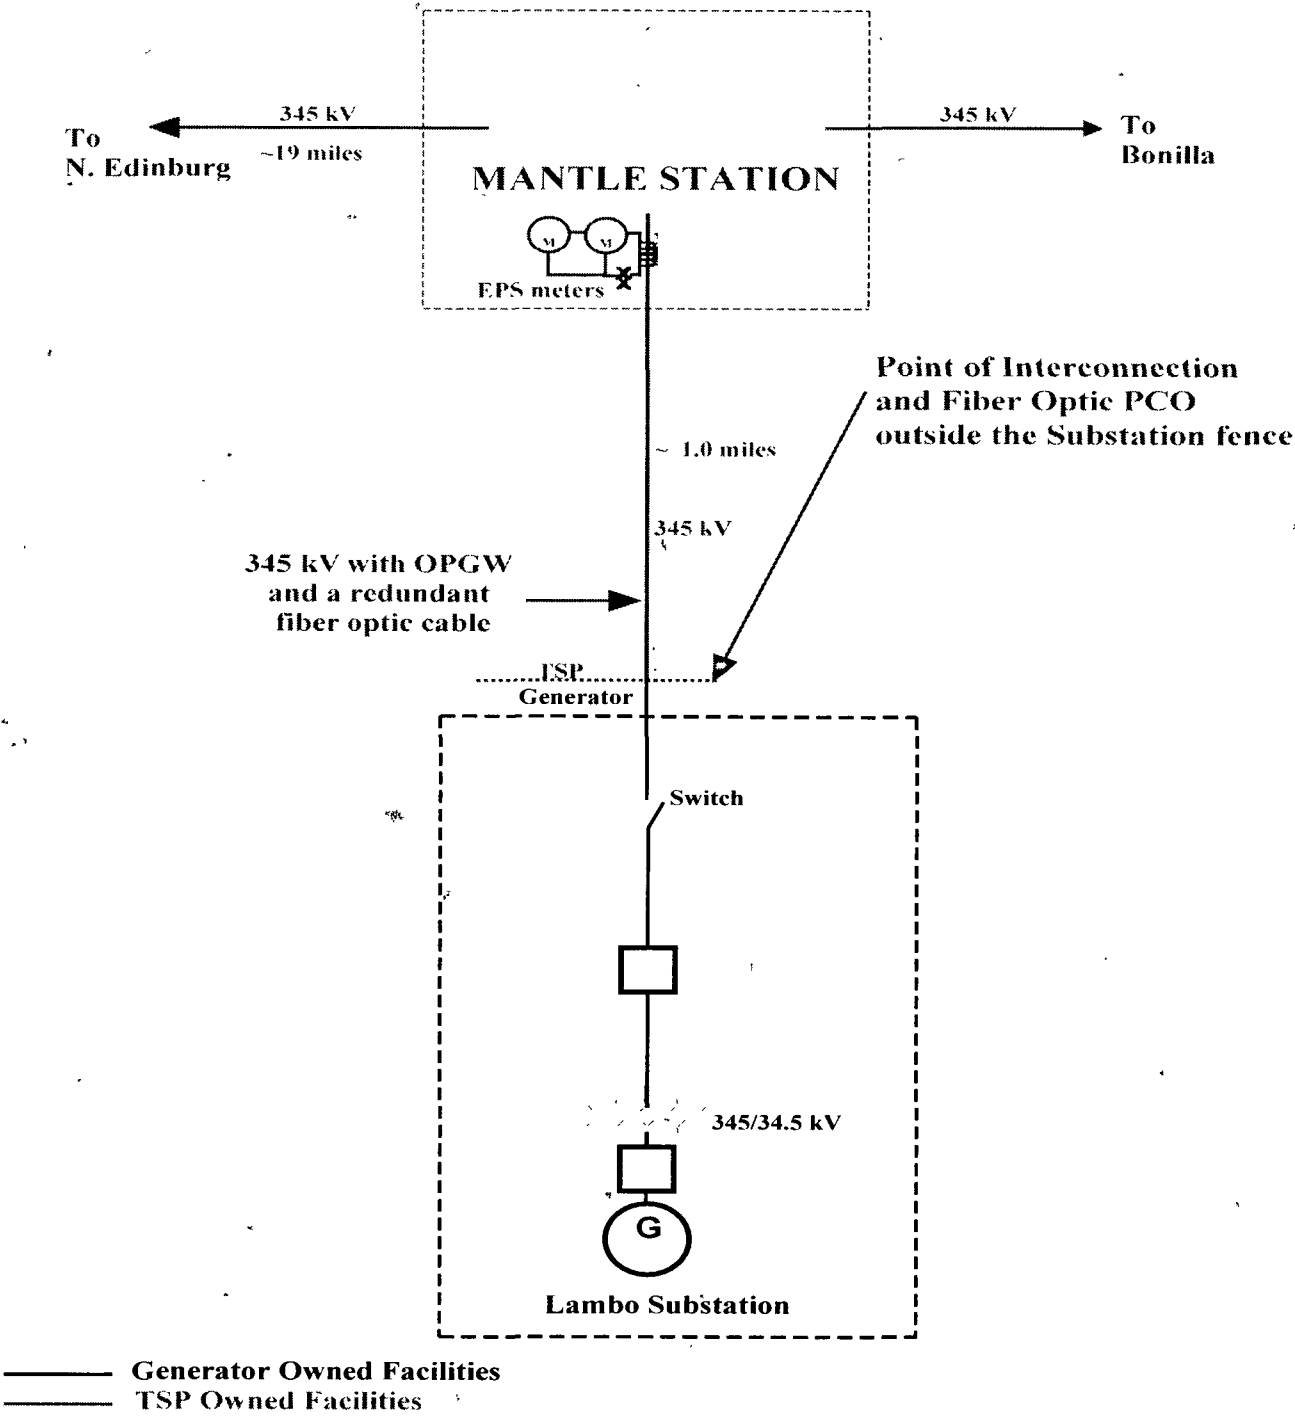 345 kV
345 kV
To
N. Edinburg
~19 miles
To
Bonilla
MANTLE STATION
M
M
EPS meters
Point of Interconnection
and Fiber Optic PCO
outside the Substation fence
~ 1.0 miles
345 kV
345 kV with OPGW
and a redundant
fiber optic cable
TSP
Generator
Switch
345/34.5 kV
G
Lambo Substation
Generator Owned Facilities
TSP Owned Facilities